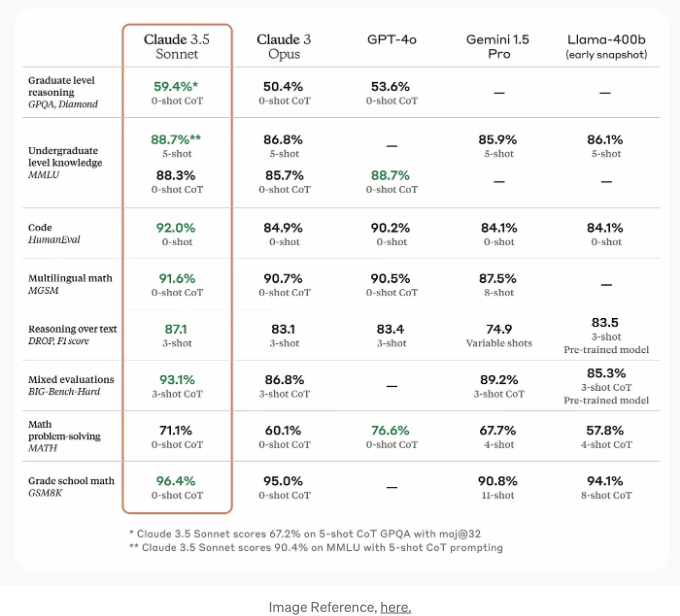 Claude 3.5 Claude 3 GPT-4o Gemini 1.5 Llama-400b
Sonnet Opus Pro (early snapshot)
Graduate level
reasoning
GPQA, Diamond
59.4%* 50.4% 53.6% — —
0-shot CoT 0-shot CoT 0-shot CoT
Undergraduate
level knowledge
MMLU
88.7%** 86.8% — 85.9% 86.1%
5-shot 5-shot 5-shot 5-shot
88.3% 85.7% 88.7% — —
0-shot CoT 0-shot CoT 0-shot CoT
Code
HumanEval
92.0% 84.9% 90.2% 84.1% 84.1%
0-shot 0-shot 0-shot 0-shot 0-shot
Multilingual math
MGSM
91.6% 90.7% 90.5% 87.5% —
0-shot CoT 0-shot CoT 0-shot CoT 8-shot
Reasoning over text
DROP, F1 score
87.1 83.1 83.4 74.9 83.5
3-shot 3-shot 3-shot Variable shots 3-shot
Pre-trained model
Mixed evaluations
BIG-Bench-Hard
93.1% 86.8% — 89.2% 85.3%
3-shot CoT 3-shot CoT 3-shot CoT 3-shot CoT
Pre-trained model
Math
problem-solving
MATH
71.1% 60.1% 76.6% 67.7% 57.8%
0-shot CoT 0-shot CoT 0-shot CoT 4-shot 4-shot CoT
Grade school math
GSM8K
96.4% 95.0% — 90.8% 94.1%
0-shot CoT 0-shot CoT 11-shot 8-shot CoT
* Claude 3.5 Sonnet scores 67.2% on 5-shot CoT GPQA with maj@32
** Claude 3.5 Sonnet scores 90.4% on MMLU with 5-shot CoT prompting
Image Reference, here.